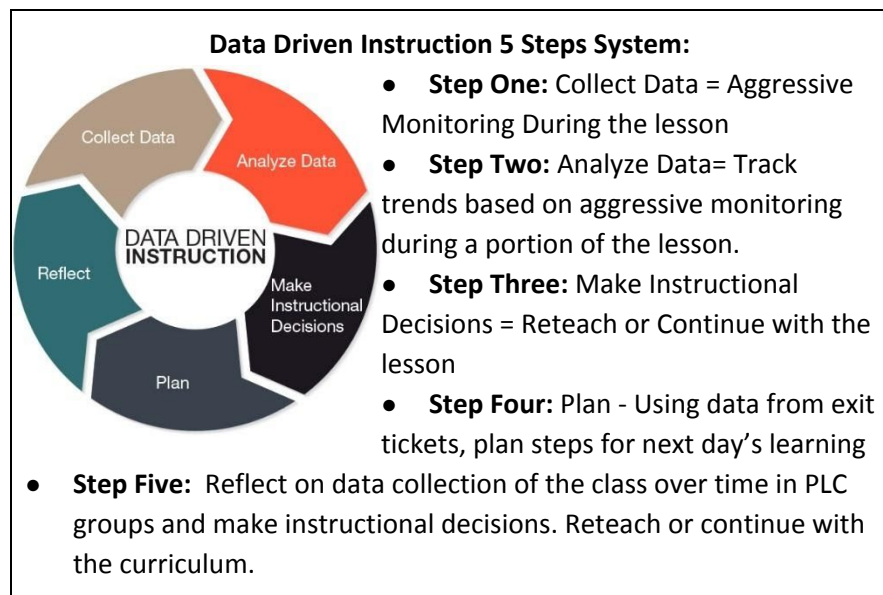 Data Driven Instruction 5 Steps System:
Collect Data
Analyze Data
Make
Instructional
Decisions
Plan
Reflect
DATA DRIVEN
INSTRUCTION
● Step One: Collect Data = Aggressive
Monitoring During the lesson
● Step Two: Analyze Data= Track
trends based on aggressive monitoring
during a portion of the lesson.
● Step Three: Make Instructional
Decisions = Reteach or Continue with the
lesson
● Step Four: Plan - Using data from exit
tickets, plan steps for next day’s learning
● Step Five: Reflect on data collection of the class over time in PLC
groups and make instructional decisions. Reteach or continue with
the curriculum.